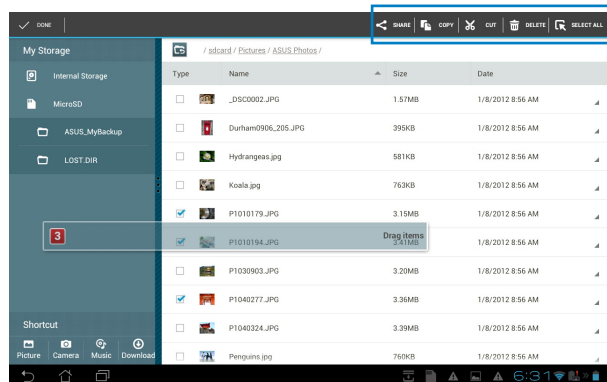 DONE SHARE COPY CUT DELETE SELECT ALL
My Storage / sdcard / Pictures / ASUS Photos /
Internal Storage Type Name Size Date
MicroSD _DSC0002.JPG 1.57MB 1/8/2012 8:56 AM
ASUS_MyBackup Durham0906_205.JPG 395KB 1/8/2012 8:56 AM
LOST.DIR Hydrangeas.jpg 581KB 1/8/2012 8:56 AM
Koala.jpg 763KB 1/8/2012 8:56 AM
P1010179.JPG 3.15MB 1/8/2012 8:56 AM
3 Drag items
P1010194.JPG 3.41MB 1/8/2012 8:56 AM
P1030903.JPG 3.20MB 1/8/2012 8:56 AM
P1040277.JPG 3.36MB 1/8/2012 8:56 AM
Shortcut P1040324.JPG 3.39MB 1/8/2012 8:56 AM
Picture Camera Music Download Penguins.jpg 760KB 1/8/2012 8:56 AM
6:31